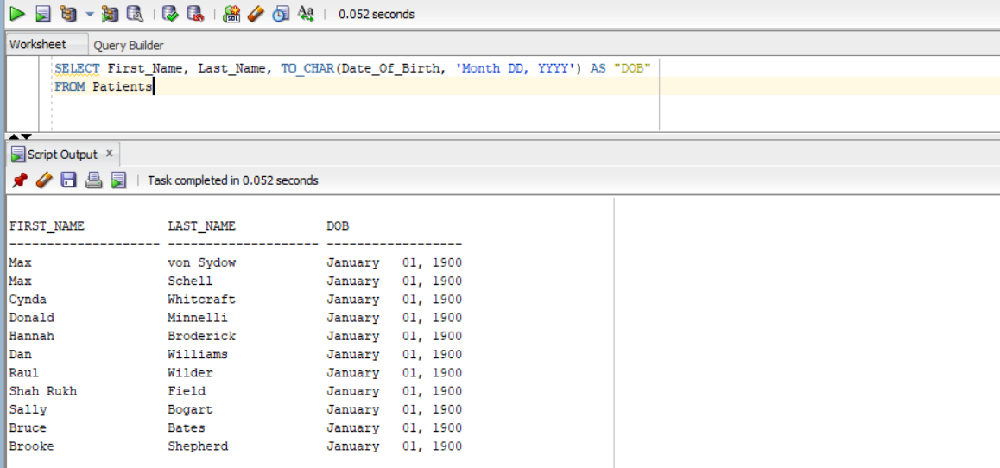 SQL Aa 0.052 seconds
Worksheet Query Builder
SELECT First_Name, Last_Name, TO_CHAR(Date_Of_Birth, 'Month DD, YYYY') AS "DOB"
FROM Patients
Script Output x
Task completed in 0.052 seconds
FIRST_NAME LAST_NAME DOB
-------------------- -------------------- ------------------
Max von Sydow January   01, 1900
Max Schell January   01, 1900
Cynda Whitcraft January   01, 1900
Donald Minnelli January   01, 1900
Hannah Broderick January   01, 1900
Dan Williams January   01, 1900
Raul Wilder January   01, 1900
Shah Rukh Field January   01, 1900
Sally Bogart January   01, 1900
Bruce Bates January   01, 1900
Brooke Shepherd January   01, 1900